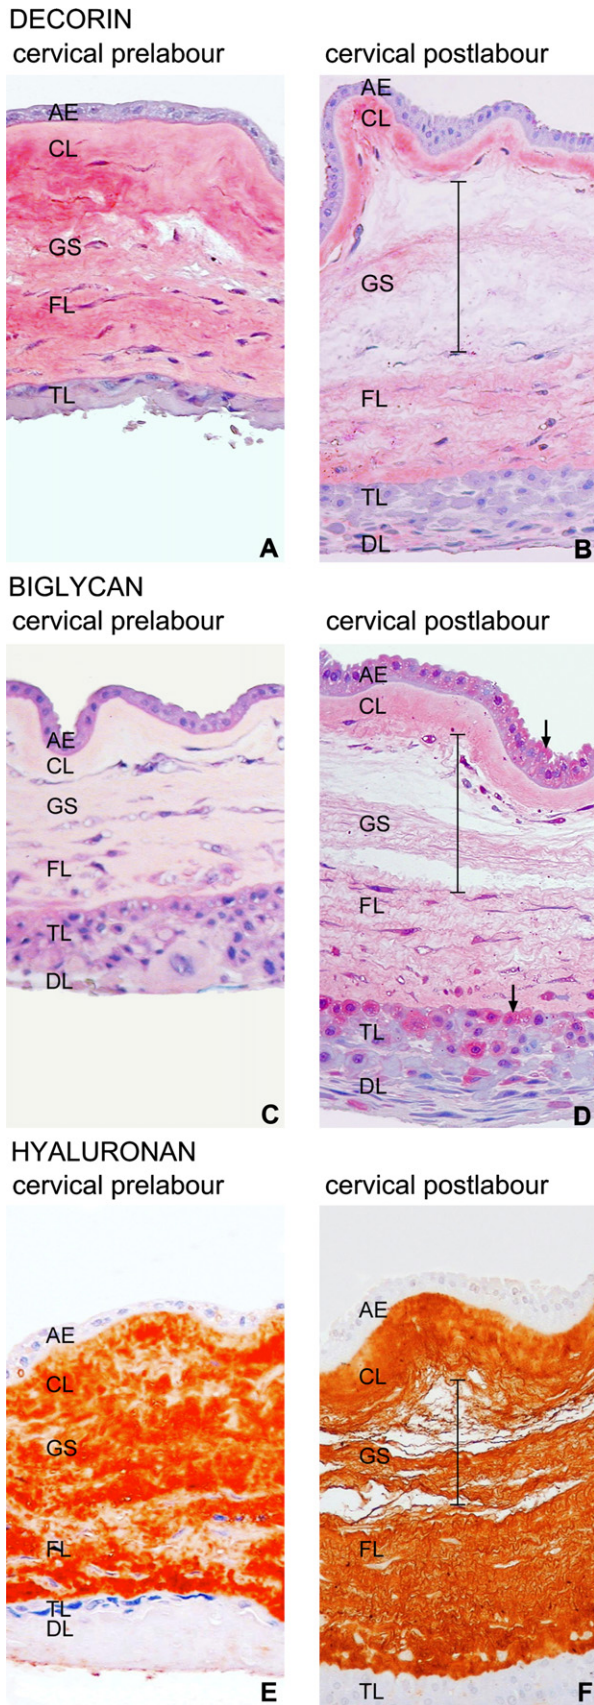 DECORIN
cervical prelabour
cervical postlabour
AE
CL
GS
FL
TL
A
AE
CL
GS
FL
TL
DL
B
BIGLYCAN
cervical prelabour
cervical postlabour
AE
CL
GS
FL
TL
DL
C
AE
CL
GS
FL
TL
DL
D
HYALURONAN
cervical prelabour
cervical postlabour
AE
CL
GS
FL
TL
DL
E
AE
CL
GS
FL
TL
F